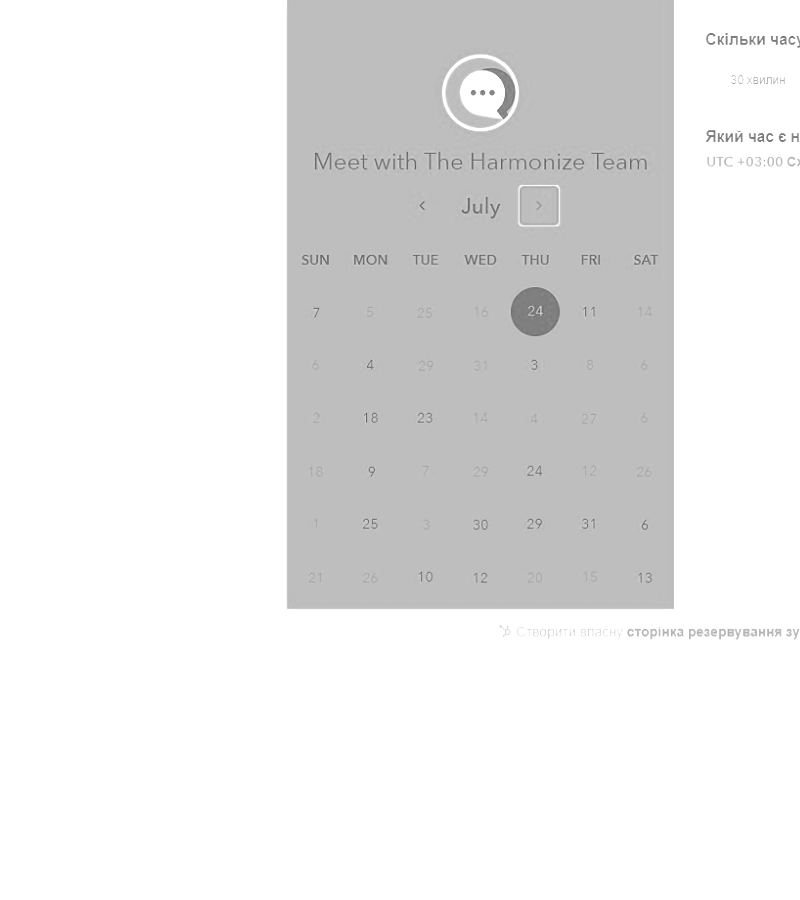 Скільки часу
30 хвилин
Який час є н
UTC +03:00 Сх
Meet with The Harmonize Team
July
SUN MON TUE WED THU FRI SAT
7 5 25 16 24 11 14
6 4 29 31 3 8 6
2 18 23 14 4 27 6
18 9 7 29 24 12 26
1 25 3 30 29 31 6
21 26 10 12 20 15 13
Створити власну сторінка резервування зу